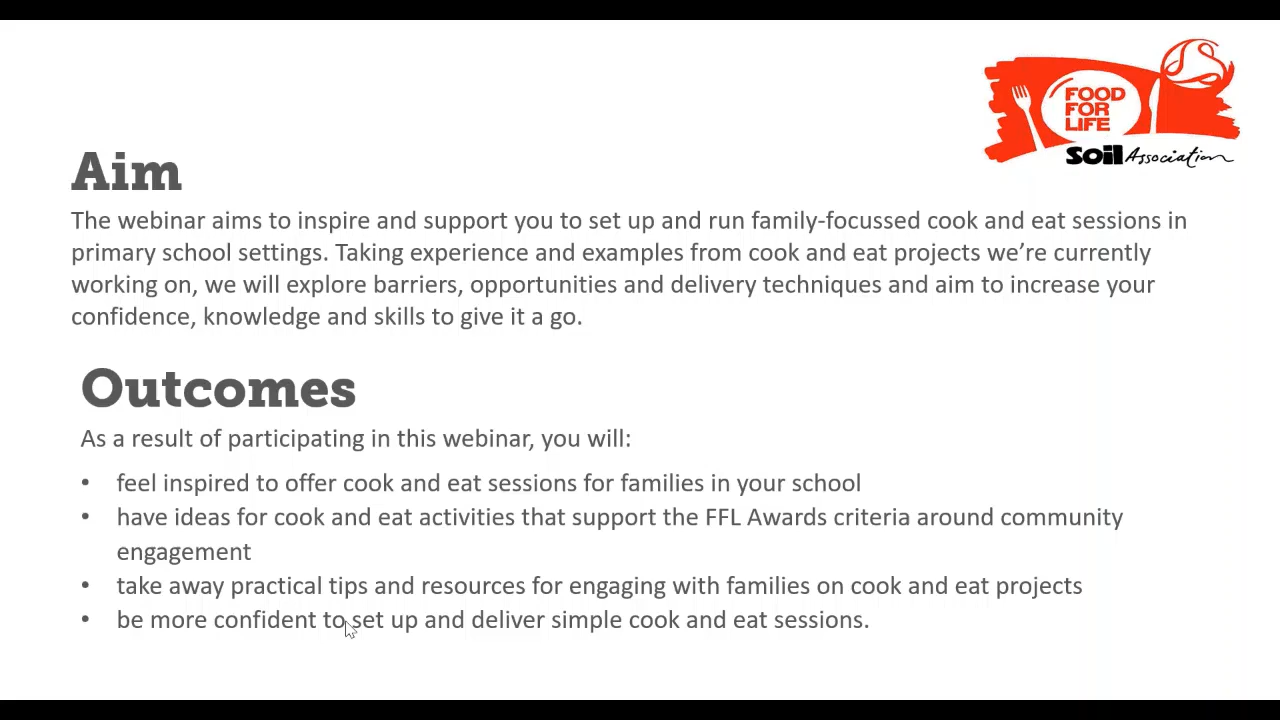 FOOD
FOR
LIFE
Soil Association
Aim
The webinar aims to inspire and support you to set up and run family-focussed cook and eat sessions in
primary school settings. Taking experience and examples from cook and eat projects we’re currently
working on, we will explore barriers, opportunities and delivery techniques and aim to increase your
confidence, knowledge and skills to give it a go.
Outcomes
As a result of participating in this webinar, you will:
• feel inspired to offer cook and eat sessions for families in your school
• have ideas for cook and eat activities that support the FFL Awards criteria around community
engagement
• take away practical tips and resources for engaging with families on cook and eat projects
• be more confident to set up and deliver simple cook and eat sessions.